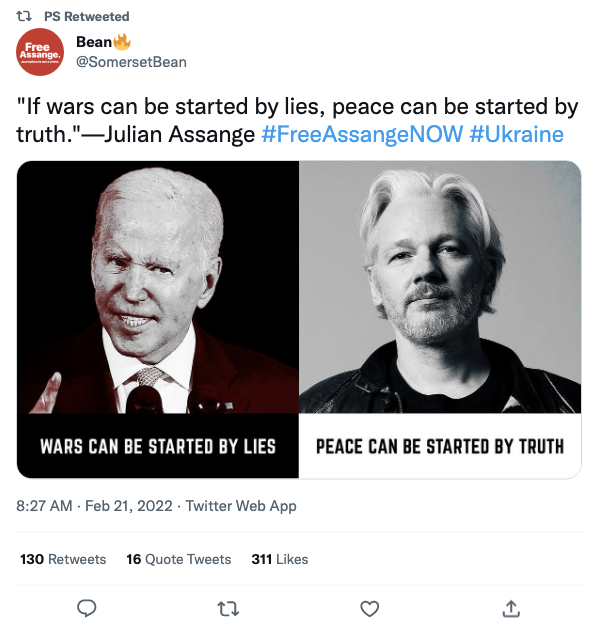 PS Retweeted
Free
Assange.
Bean🔥
@SomersetBean
"If wars can be started by lies, peace can be started by
truth."—Julian Assange #FreeAssangeNOW #Ukraine
WARS CAN BE STARTED BY LIES
PEACE CAN BE STARTED BY TRUTH
8:27 AM · Feb 21, 2022 · Twitter Web App
130 Retweets 16 Quote Tweets 311 Likes